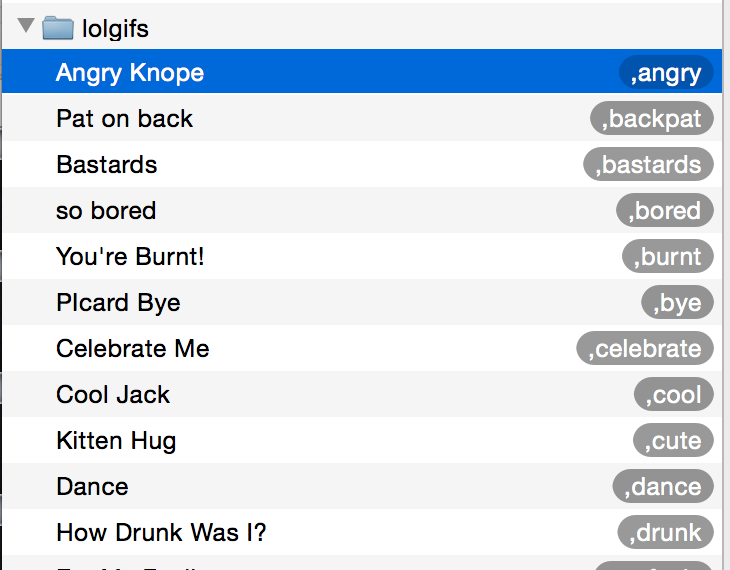 lolgifs
Angry Knope ,angry
Pat on back ,backpat
Bastards ,bastards
so bored ,bored
You're Burnt! ,burnt
PIcard Bye ,bye
Celebrate Me ,celebrate
Cool Jack ,cool
Kitten Hug ,cute
Dance ,dance
How Drunk Was I? ,drunk